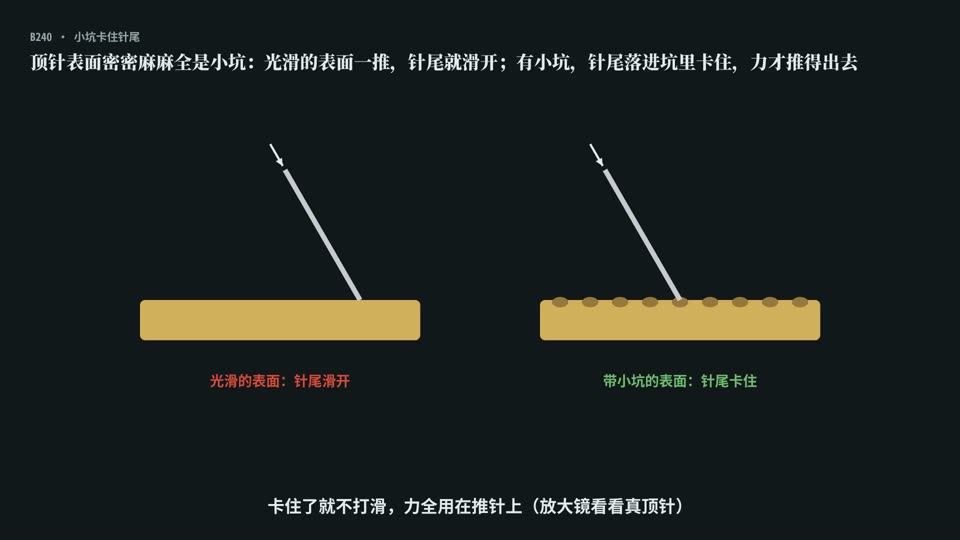 B240 · 小坑卡住针尾
顶针表面密密麻麻全是小坑：光滑的表面一推，针尾就滑开；有小坑，针尾落进坑里卡住，力才推得出去
光滑的表面：针尾滑开
带小坑的表面：针尾卡住
卡住了就不打滑，力全用在推针上（放大镜看看真顶针）